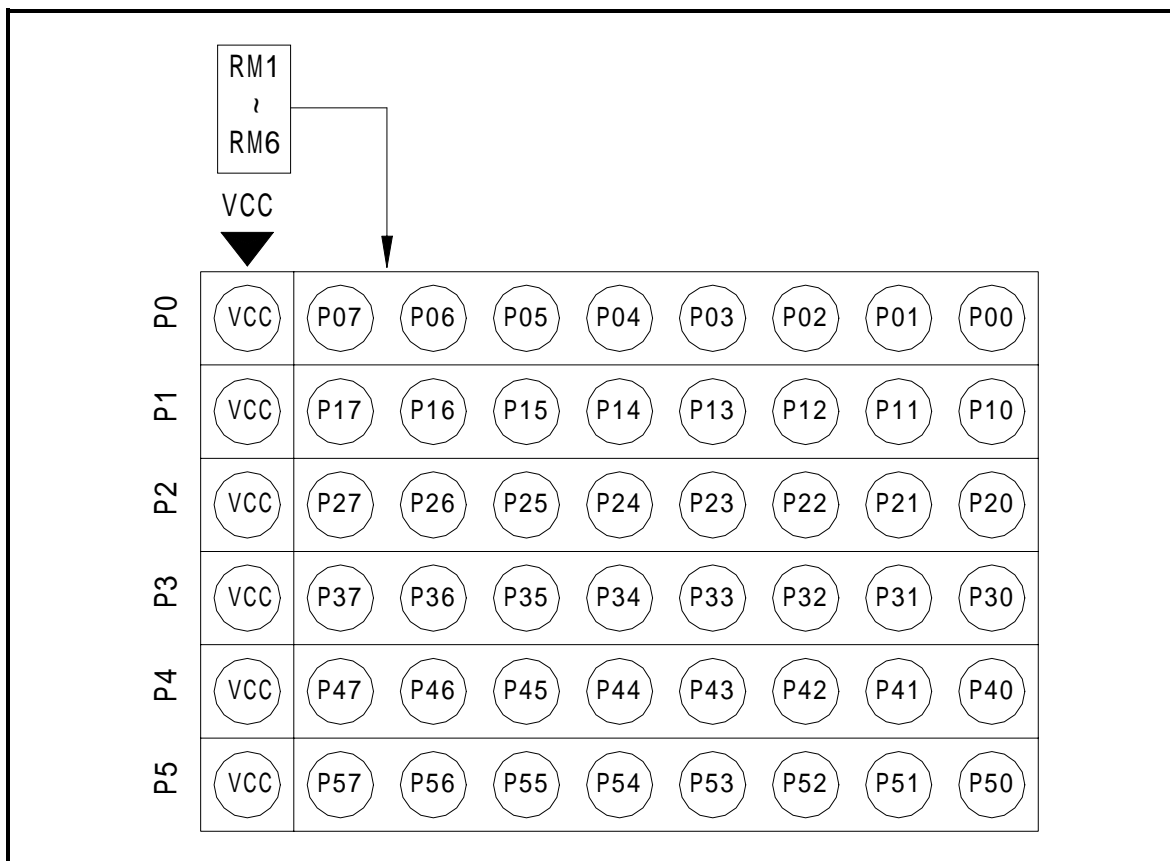 RM1
~
RM6
VCC
P0 VCC P07 P06 P05 P04 P03 P02 P01 P00
P1 VCC P17 P16 P15 P14 P13 P12 P11 P10
P2 VCC P27 P26 P25 P24 P23 P22 P21 P20
P3 VCC P37 P36 P35 P34 P33 P32 P31 P30
P4 VCC P47 P46 P45 P44 P43 P42 P41 P40
P5 VCC P57 P56 P55 P54 P53 P52 P51 P50